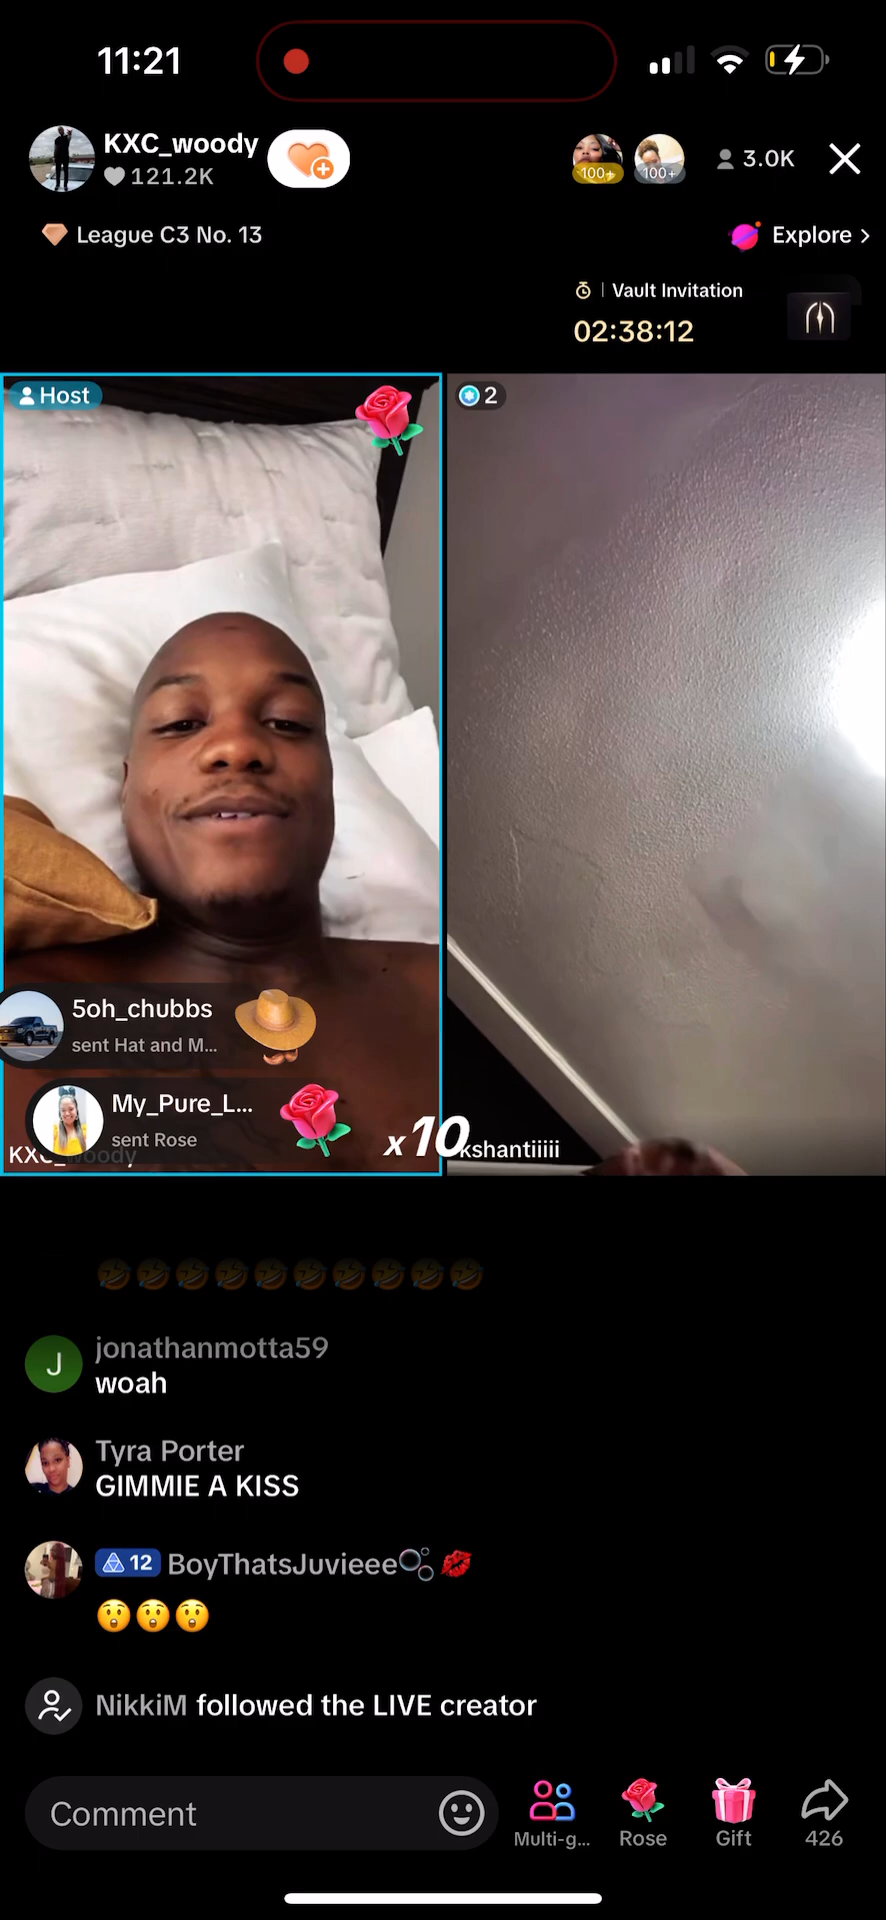 11:21
KXC_woody
121.2K
100+
100+
3.0K
League C3 No. 13
Explore >
Vault Invitation
02:38:12
Host
2
5oh_chubbs
sent Hat and M...
My_Pure_L...
sent Rose
x10
KXC_woody
kshantiiiii
🤣🤣🤣🤣🤣🤣🤣🤣🤣🤣
J
jonathanmotta59
woah
Tyra Porter
GIMMIE A KISS
12 BoyThatsJuvieee🫧💋
😲😲😲
NikkiM followed the LIVE creator
Comment
Multi-g...
Rose
Gift
426